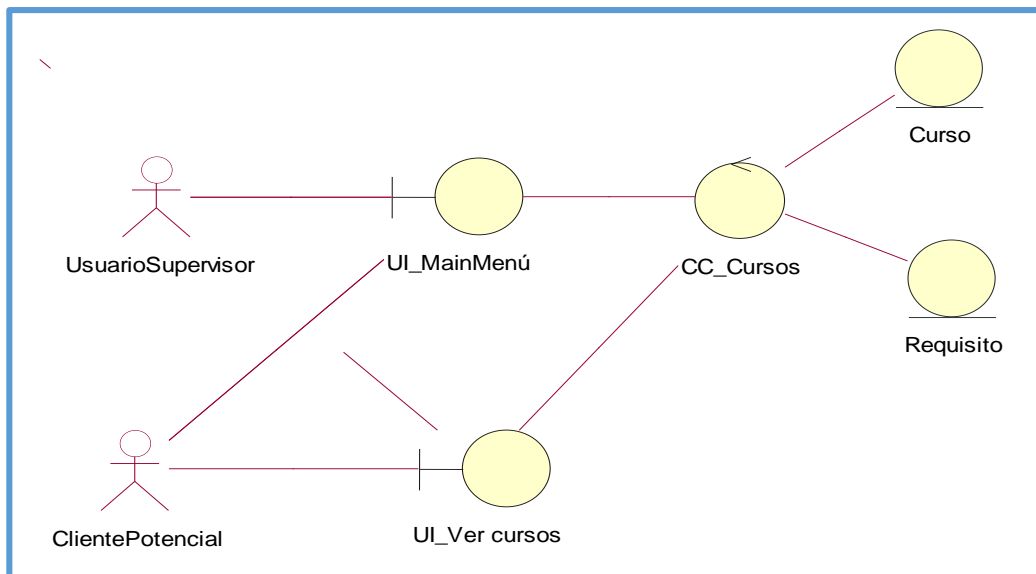 Curso
UsuarioSupervisor
UI_MainMenú
CC_Cursos
Requisito
ClientePotencial
UI_Ver cursos